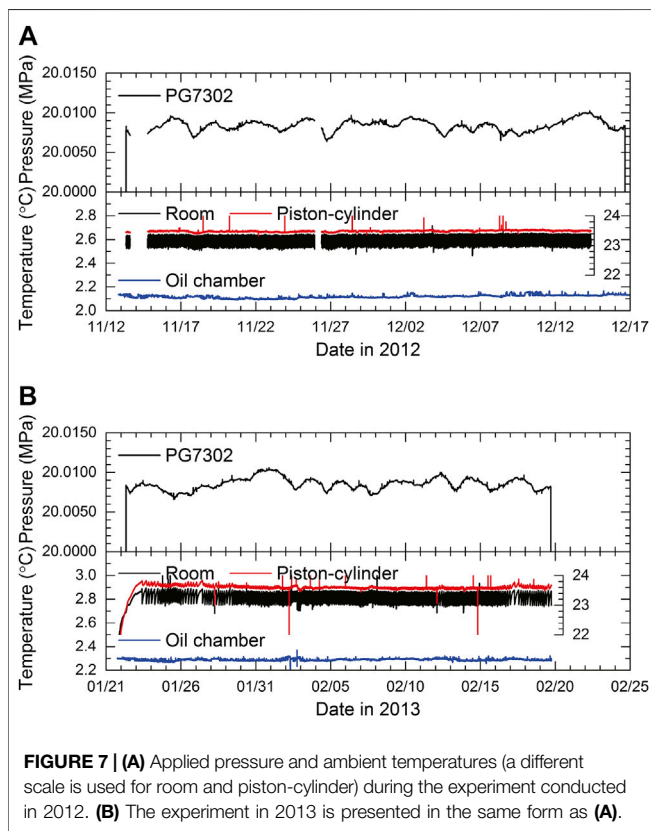 A
20.0150
20.0100
20.0050
20.0000
Temperature (°C) Pressure (MPa)
PG7302
2.8
2.6
2.4
2.2
2.0
Room
Piston-cylinder
Oil chamber
24
23
22
11/12 11/17 11/22 11/27 12/02 12/07 12/12 12/17
Date in 2012
B
20.0150
20.0100
20.0050
20.0000
Temperature (°C) Pressure (MPa)
PG7302
3.0
2.8
2.6
2.4
2.2
Room
Piston-cylinder
Oil chamber
24
23
22
01/21 01/26 01/31 02/05 02/10 02/15 02/20 02/25
Date in 2013
FIGURE 7 | (A) Applied pressure and ambient temperatures (a different
scale is used for room and piston-cylinder) during the experiment conducted
in 2012. (B) The experiment in 2013 is presented in the same form as (A).